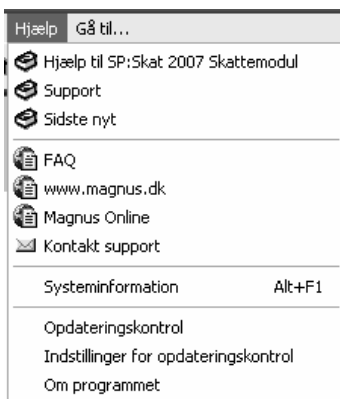 Hjælp Gå til...
Hjælp til SP:Skat 2007 Skattemodul
Support
Sidste nyt
FAQ
www.magnus.dk
Magnus Online
Kontakt support
Systeminformation Alt+F1
Opdateringskontrol
Indstillinger for opdateringskontrol
Om programmet